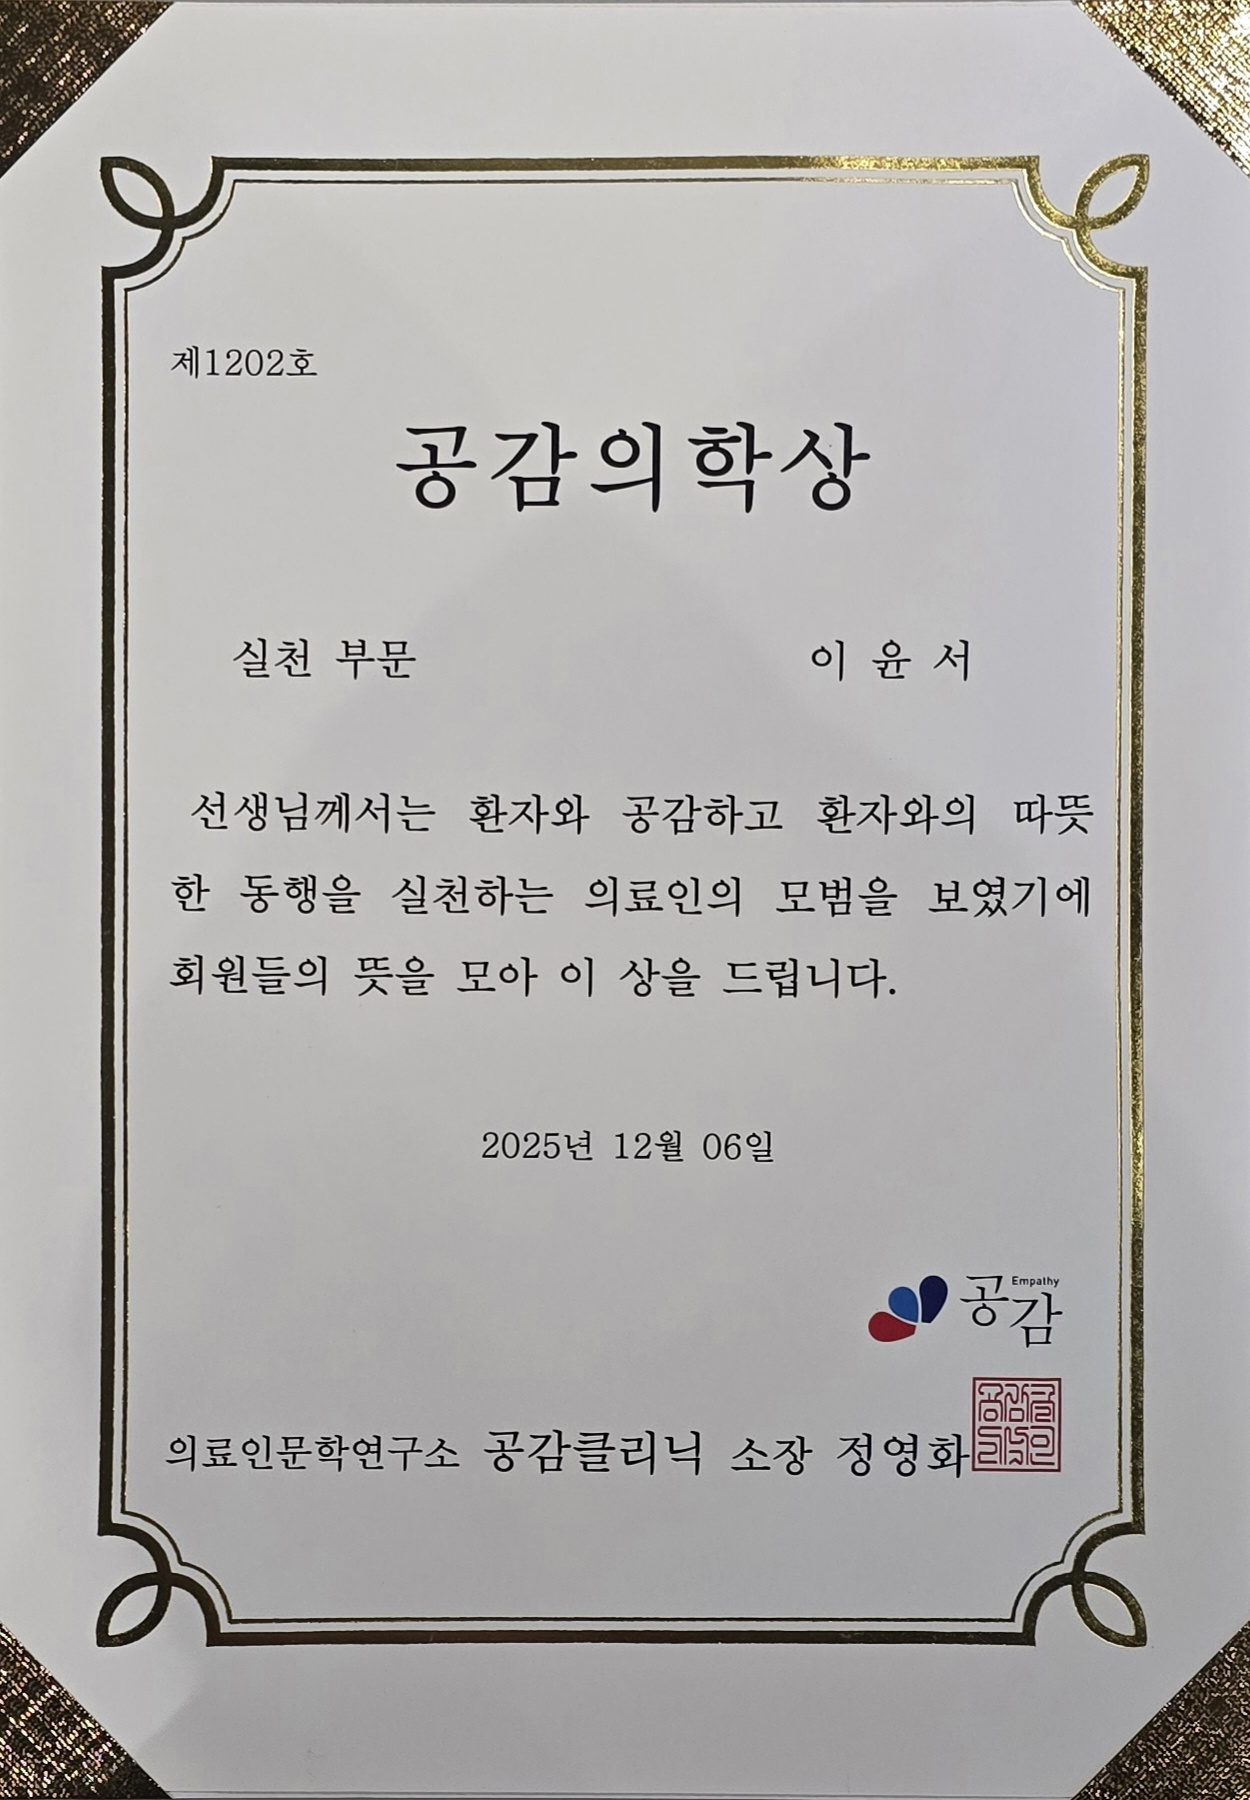 제1202호
공감의학상
실천 부문 이 윤 서
선생님께서는 환자와 공감하고 환자와의 따뜻
한 동행을 실천하는 의료인의 모범을 보였기에
회원들의 뜻을 모아 이 상을 드립니다.
2025년 12월 06일
공감 Empathy
의료인문학연구소 공감클리닉 소장 정영화